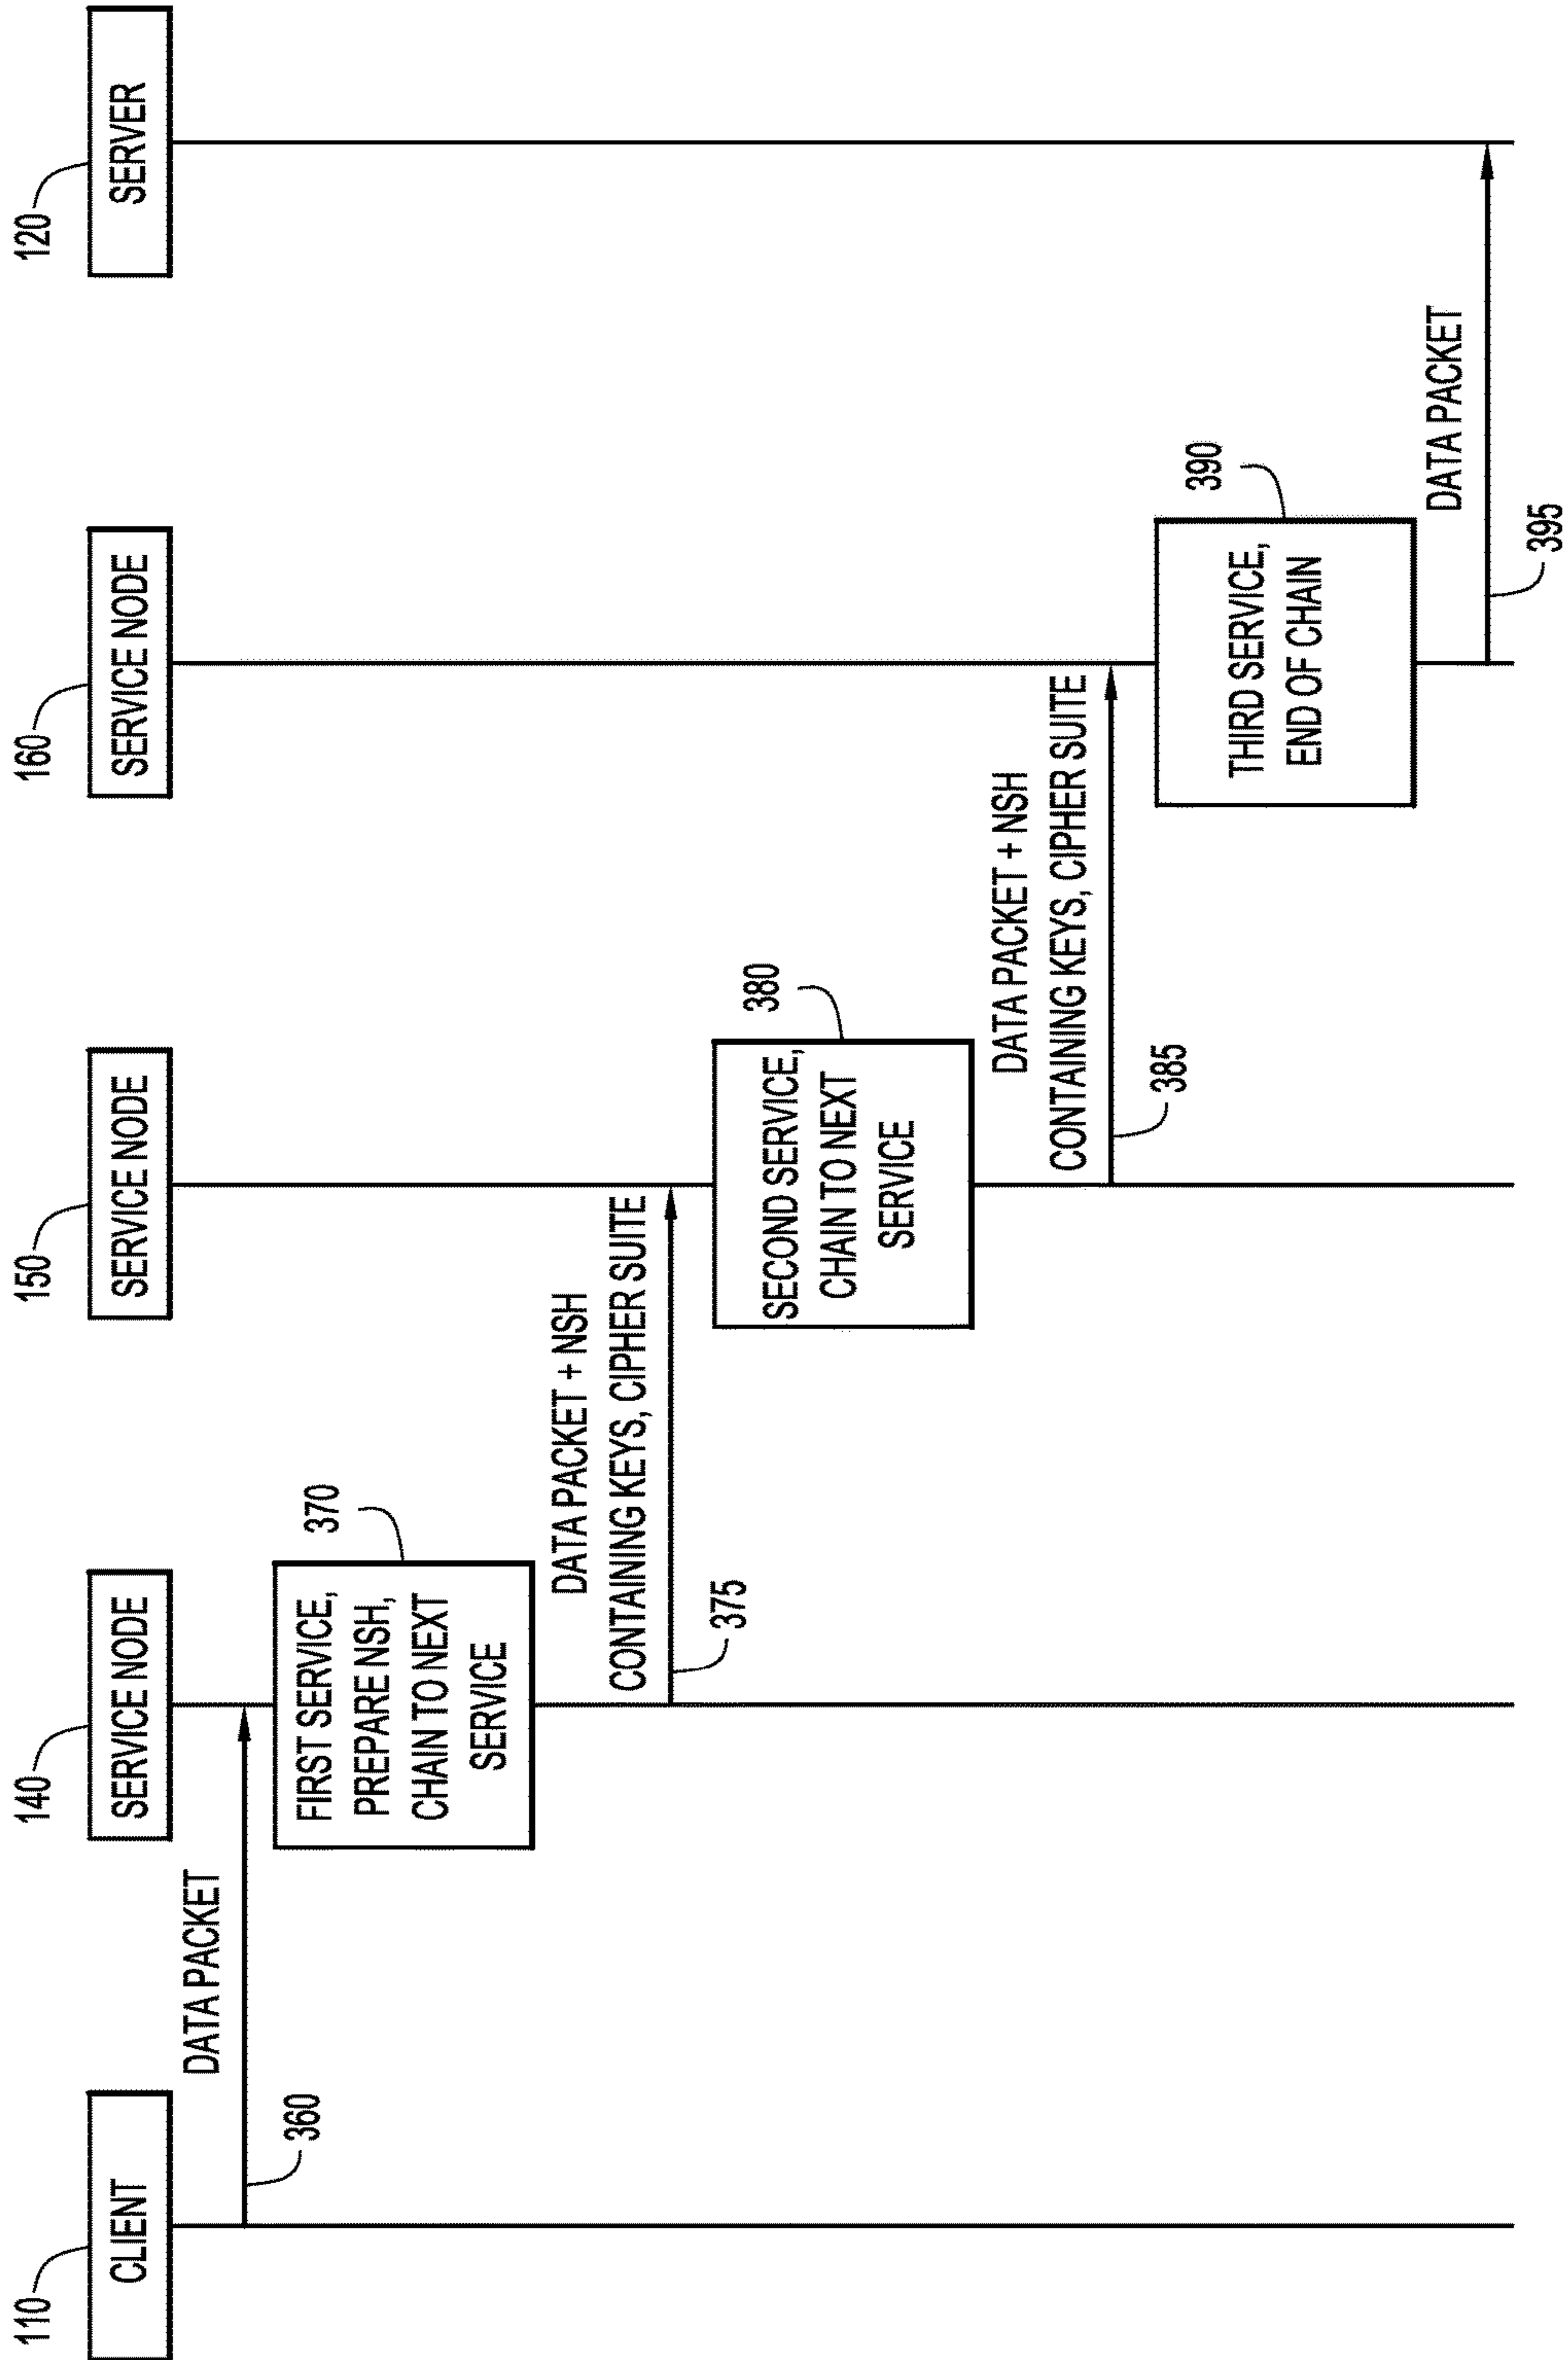 110
CLIENT
140
SERVICE NODE
150
SERVICE NODE
160
SERVICE NODE
120
SERVER
DATA PACKET
360
FIRST SERVICE,
PREPARE NSH,
CHAIN TO NEXT
SERVICE
370
DATA PACKET + NSH
CONTAINING KEYS, CIPHER SUITE
375
SECOND SERVICE,
CHAIN TO NEXT
SERVICE
380
DATA PACKET + NSH
CONTAINING KEYS, CIPHER SUITE
385
THIRD SERVICE,
END OF CHAIN
390
DATA PACKET
395